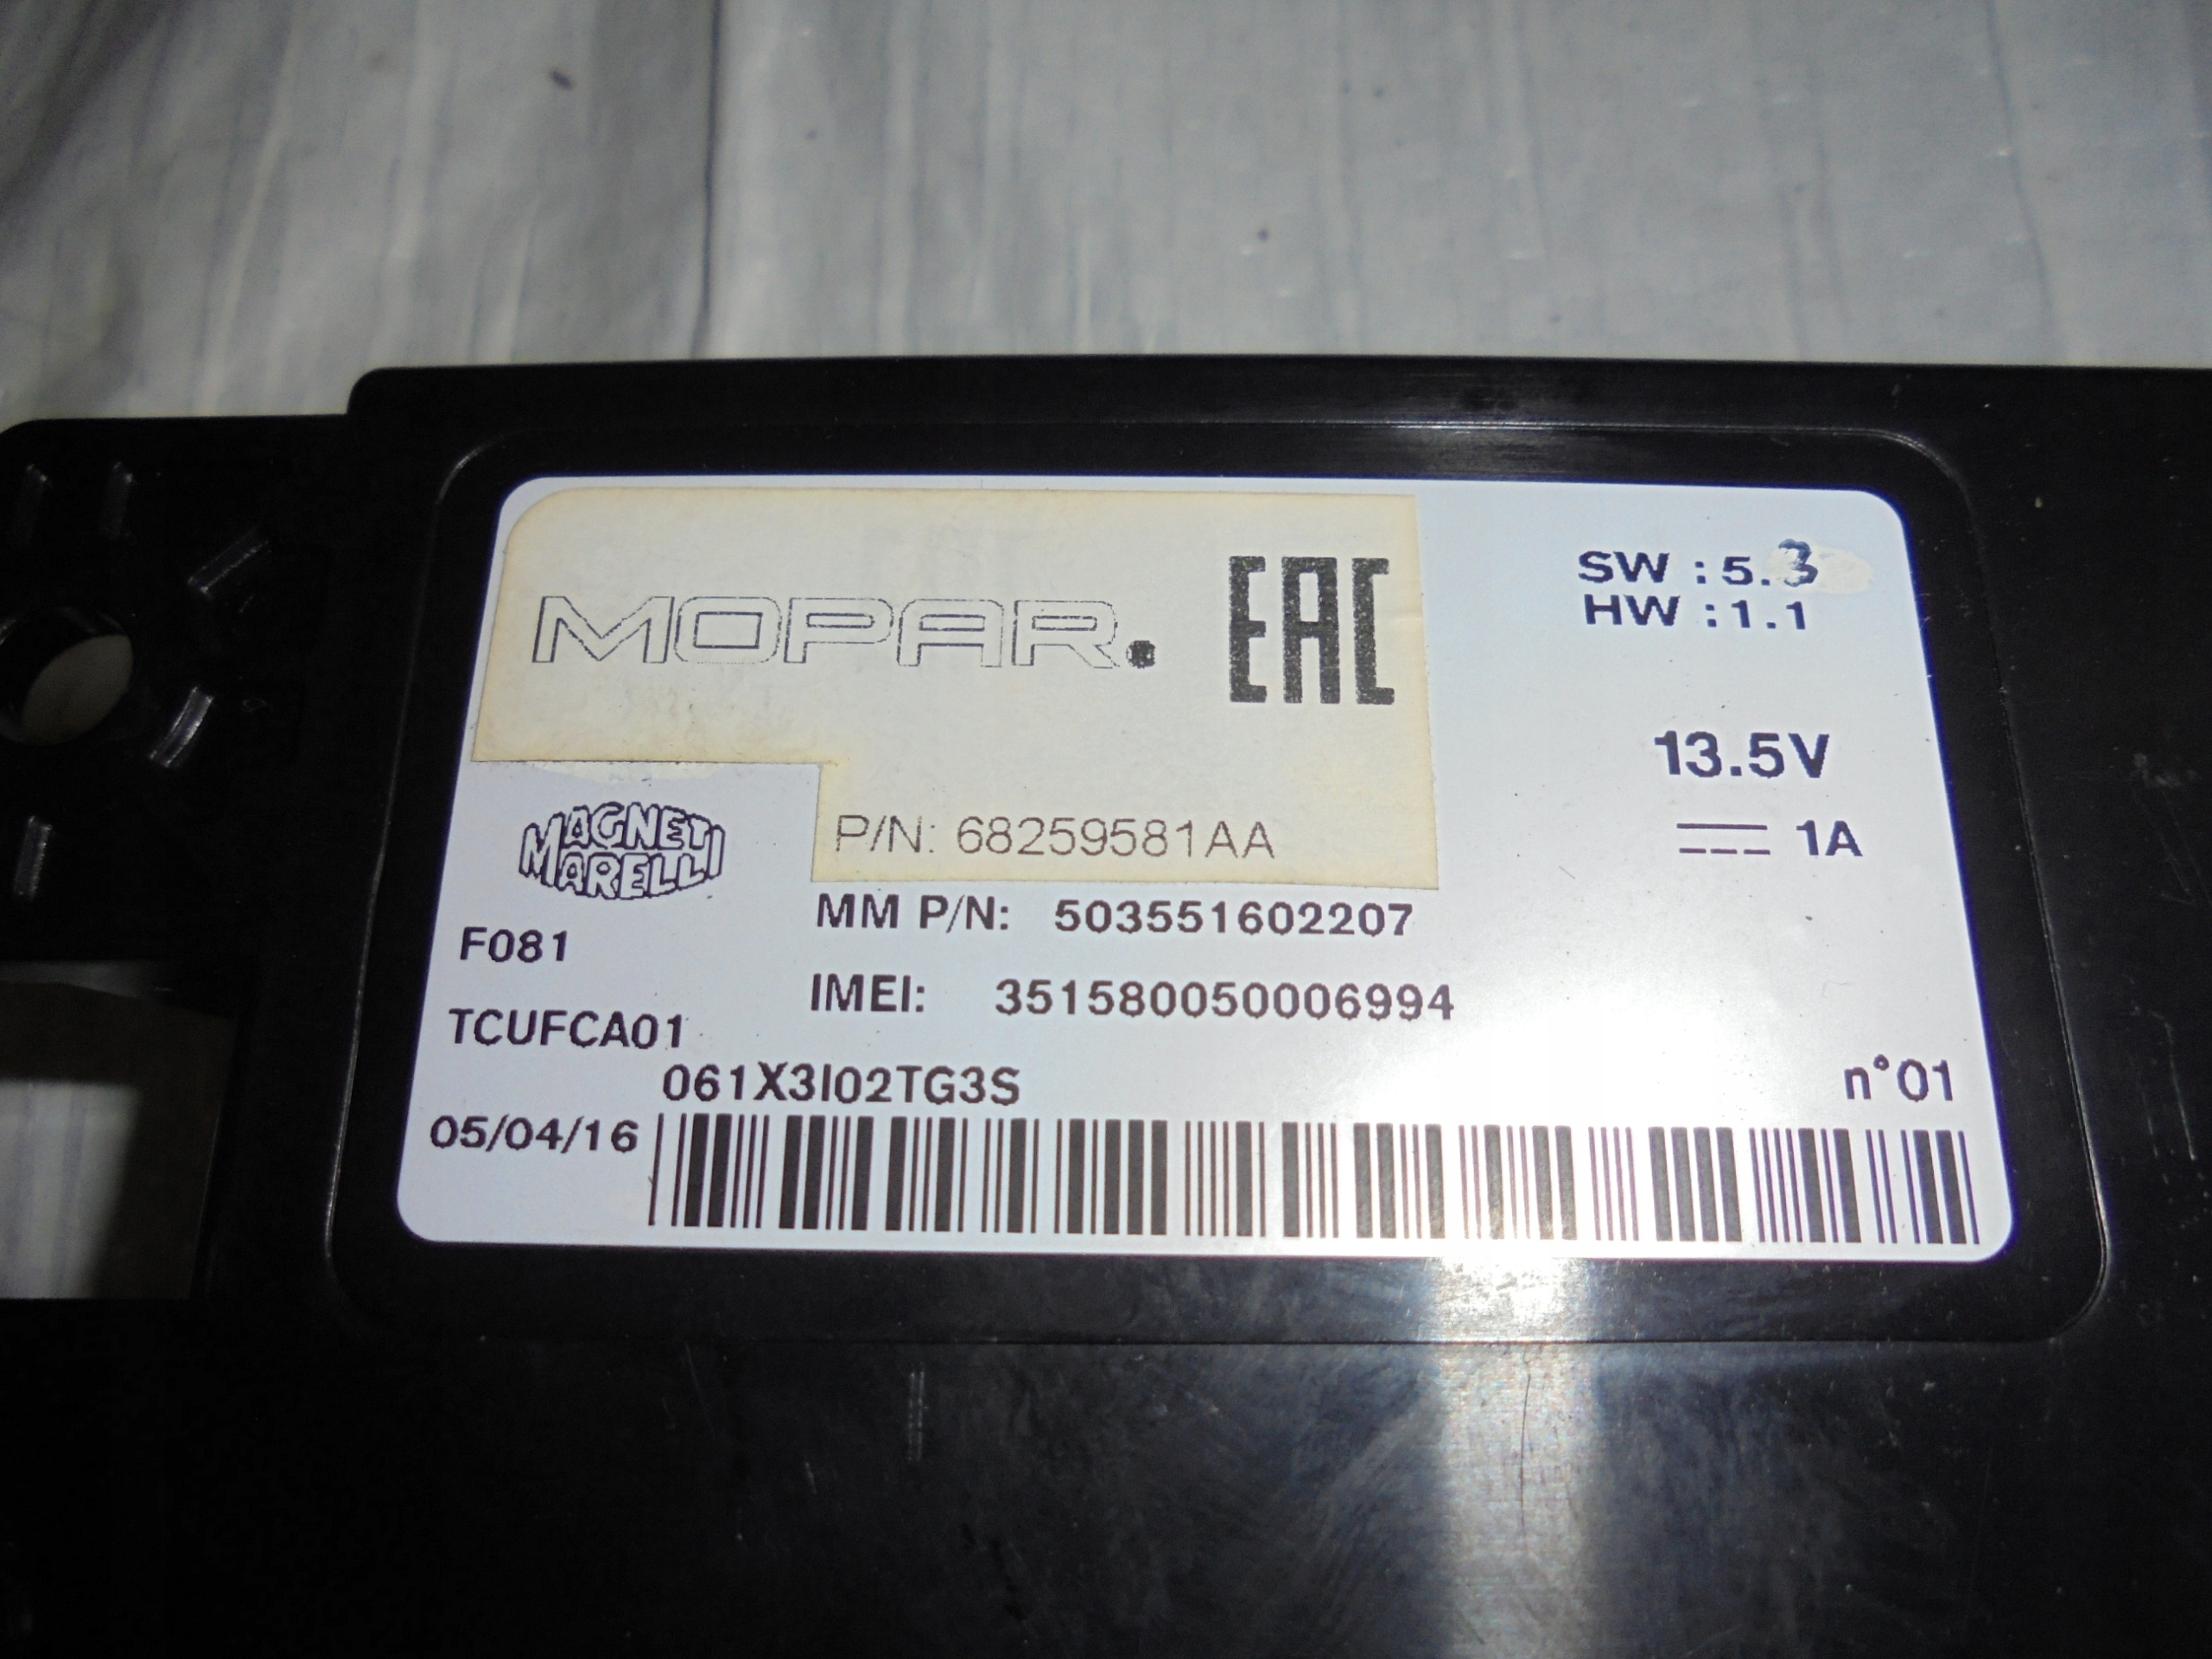 MOPAR.
EAC
SW : 5.3
HW : 1.1
13.5V
1A
MAGNETI
MARELLI
P/N: 68259581AA
MM P/N: 503551602207
F081
IMEI: 351580050006994
TCUFCA01
061X3I02TG3S
n°01
05/04/16